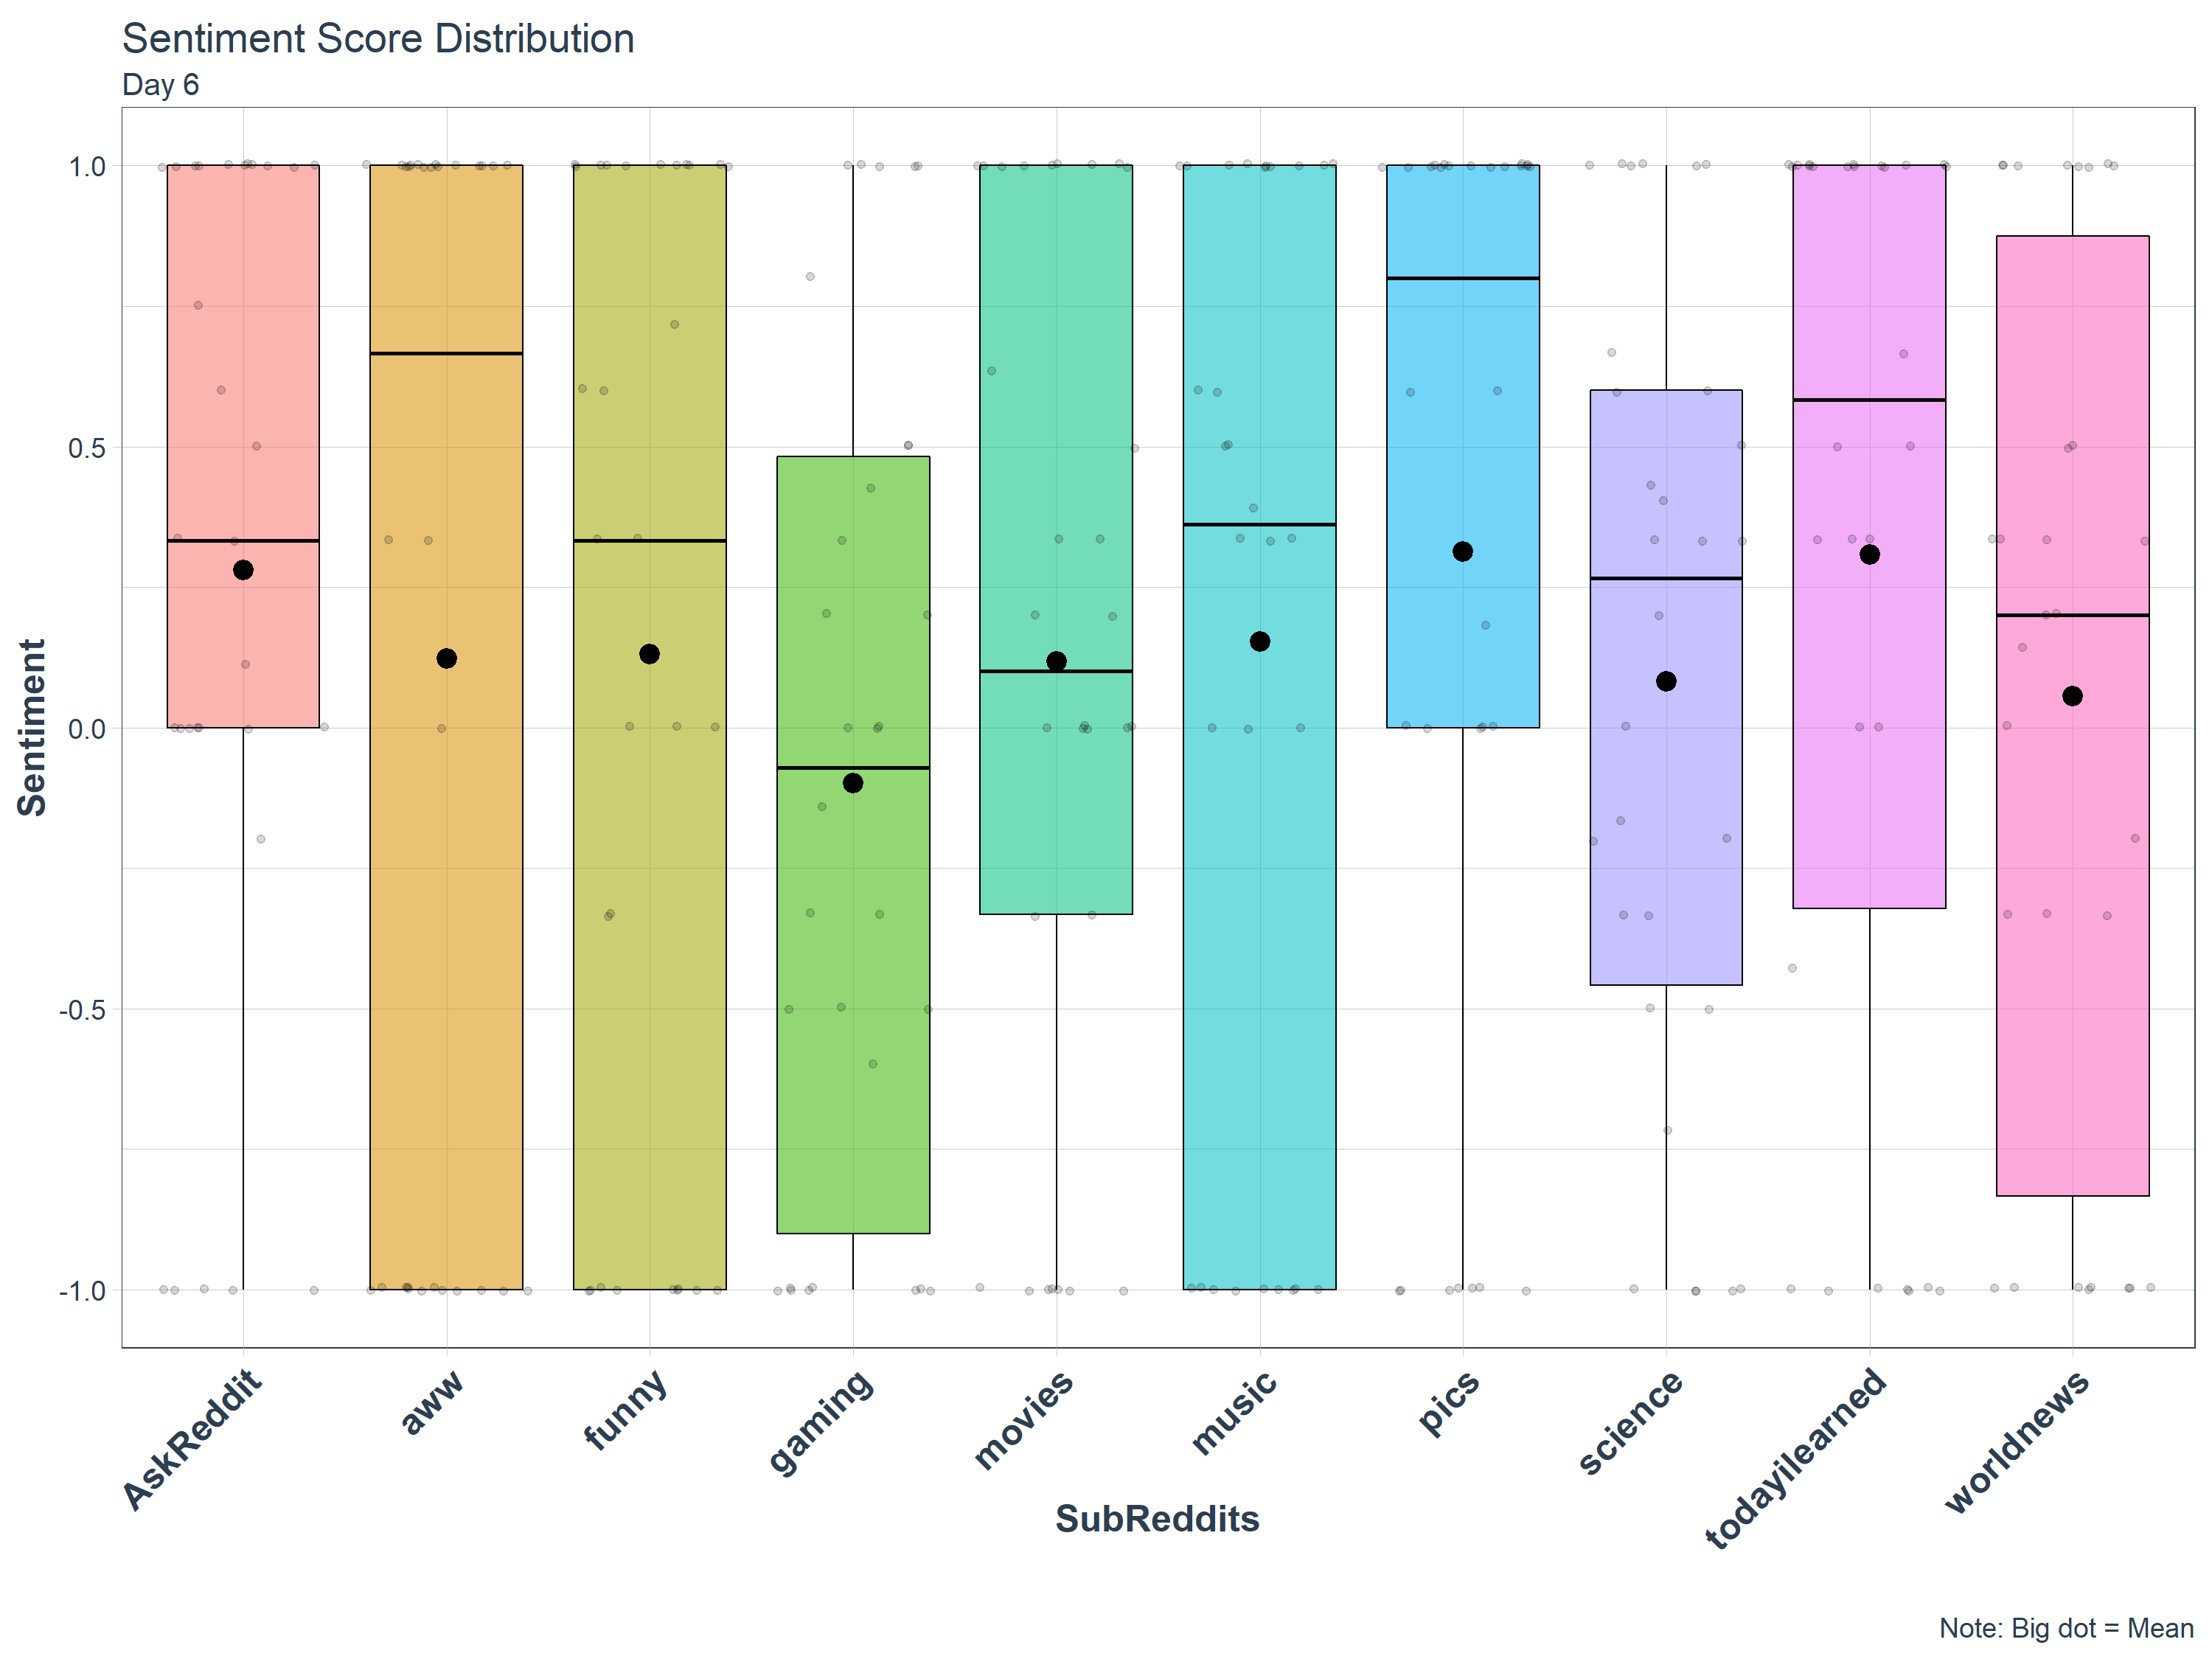 Sentiment Score Distribution
Day 6
Sentiment
1.0
0.5
0.0
-0.5
-1.0
AskReddit
aww
funny
gaming
movies
music
pics
science
todayilearned
worldnews
SubReddits
Note: Big dot = Mean